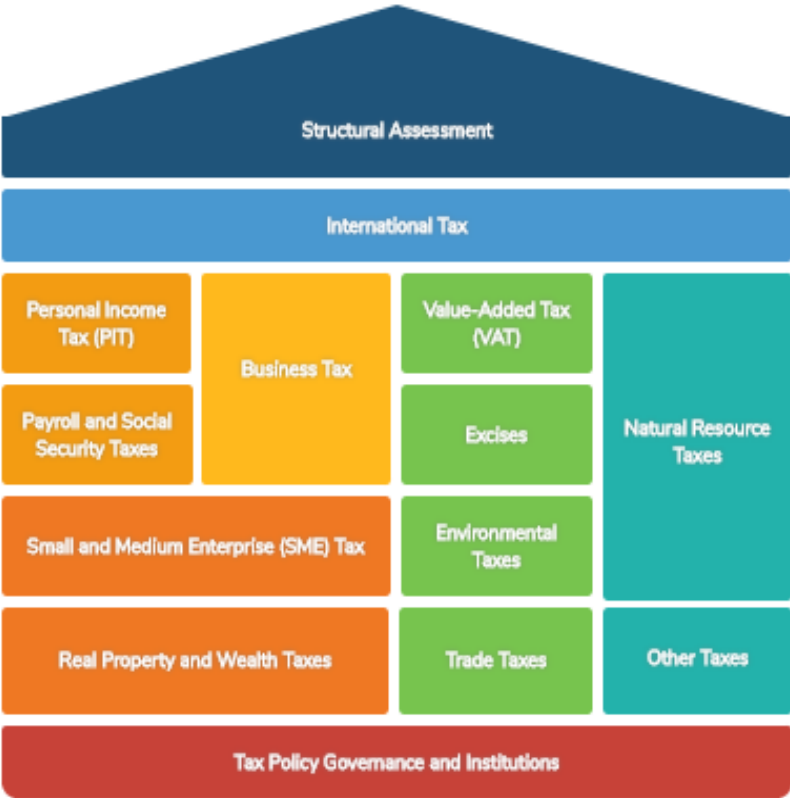 Structural Assessment
International Tax
Personal Income
Tax (PIT)
Business Tax
Value-Added Tax
(VAT)
Natural Resource
Taxes
Payroll and Social
Security Taxes
Excises
Small and Medium Enterprise (SME) Tax
Environmental
Taxes
Real Property and Wealth Taxes
Trade Taxes
Other Taxes
Tax Policy Governance and Institutions